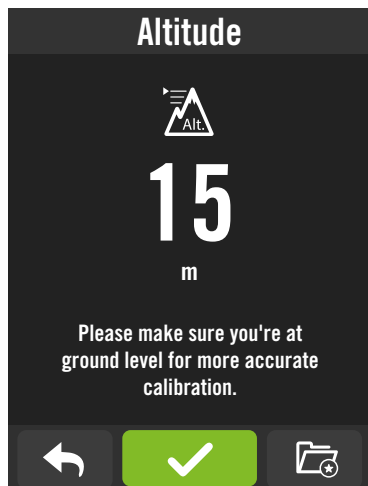 Altitude
Alt.
15
m
Please make sure you're at
ground level for more accurate
calibration.